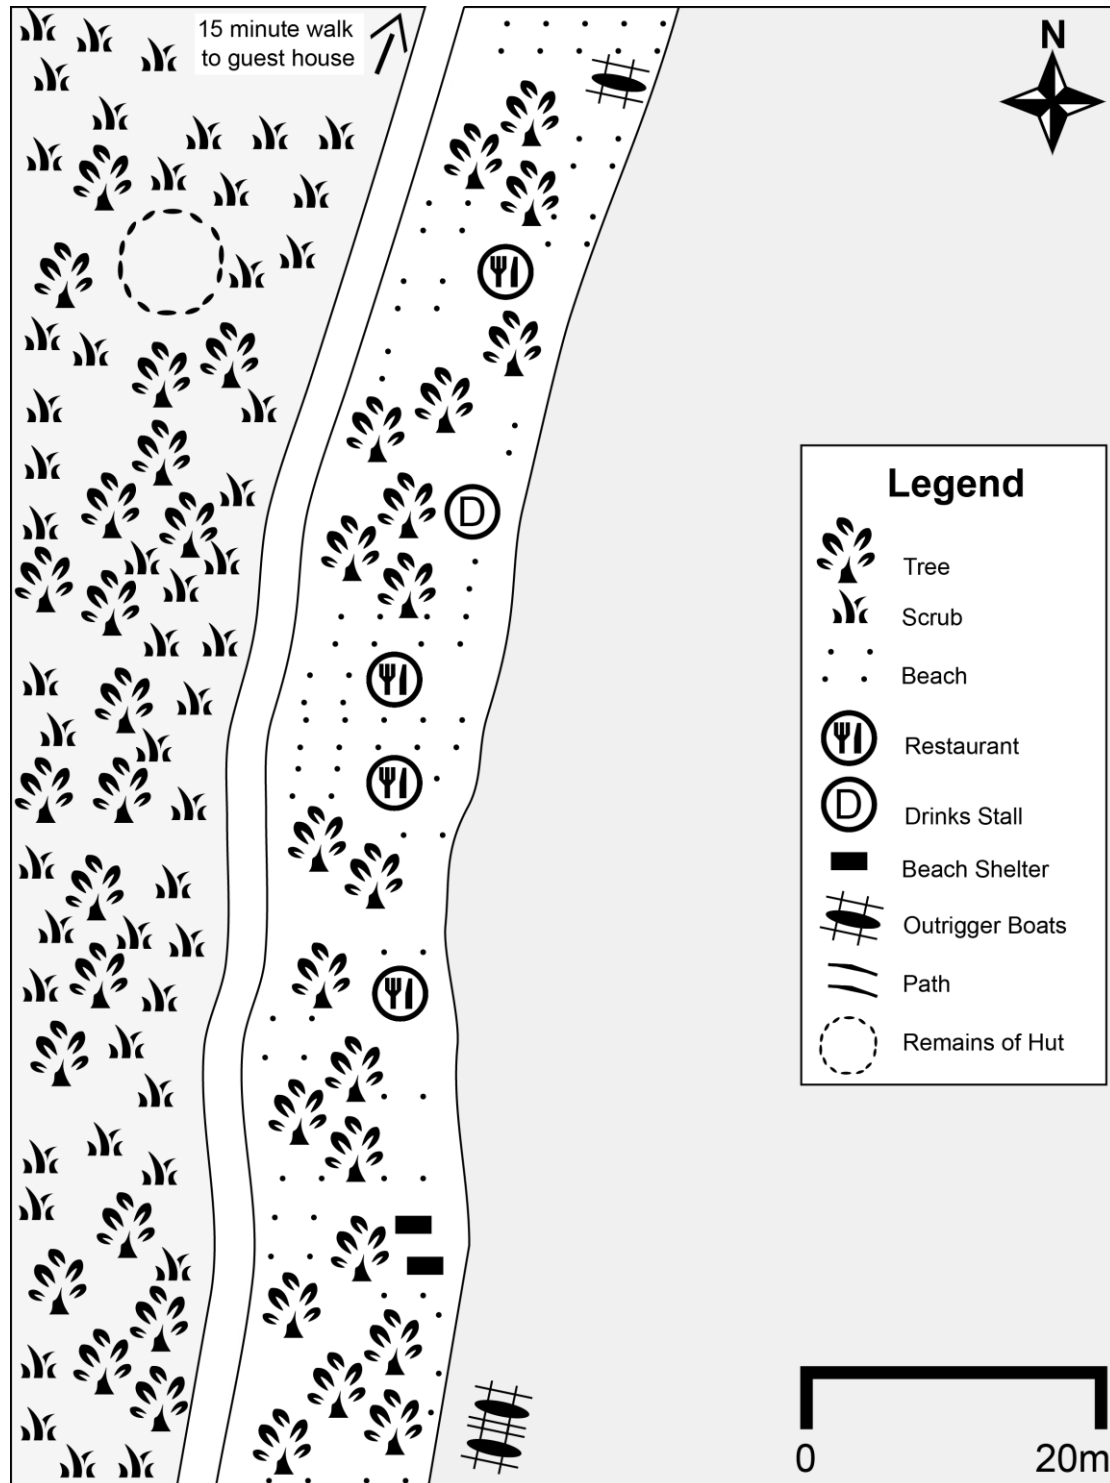 15 minute walk
to guest house
N
D
Legend
Tree
Scrub
Beach
Restaurant
D
Drinks Stall
Beach Shelter
Outrigger Boats
Path
Remains of Hut
0
20m